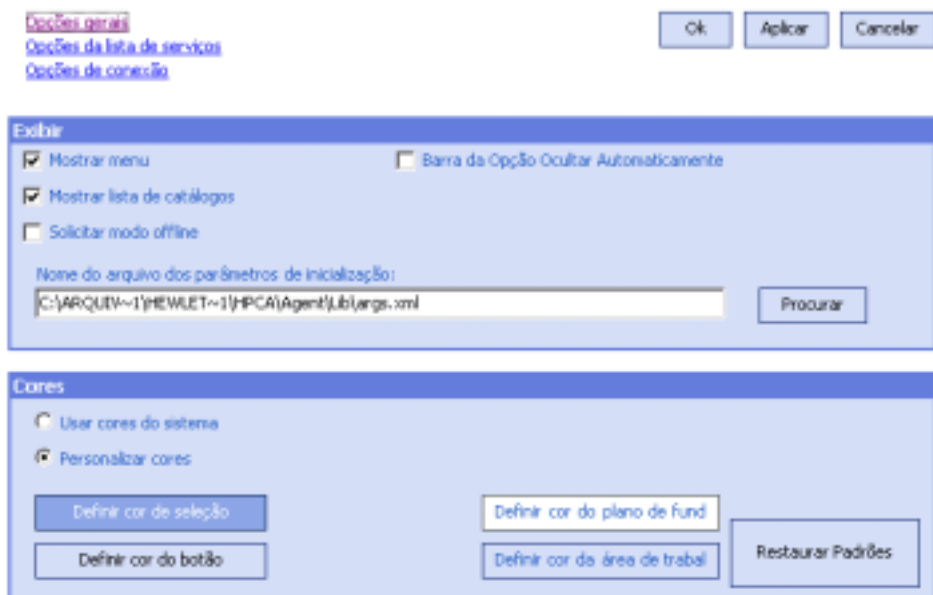 Opções gerais
Opções da lista de serviços
Opções de conexão
Ok
Aplicar
Cancelar
Exibir
Mostrar menu
Barra da Opção Ocultar Automaticamente
Mostrar lista de catálogos
Solicitar modo offline
Nome do arquivo dos parâmetros de inicialização:
C:\ARQUIV~1\HEWLET~1\HPCA\Agent\Lib\args.xml
Procurar
Cores
Usar cores do sistema
Personalizar cores
Definir cor de seleção
Definir cor do plano de fund
Definir cor do botão
Definir cor da área de trabal
Restaurar Padrões